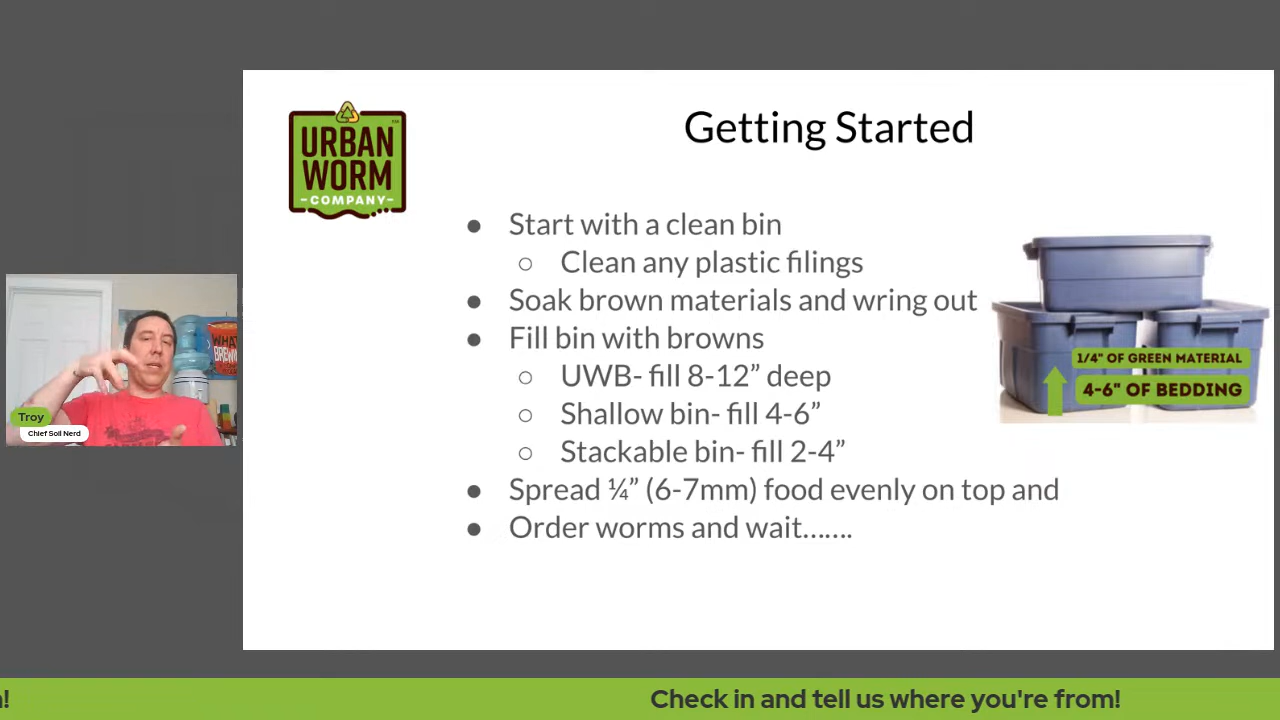 URBAN
WORM
-COMPANY-
™
Getting Started
● Start with a clean bin
○ Clean any plastic filings
● Soak brown materials and wring out
● Fill bin with browns
○ UWB- fill 8-12” deep
○ Shallow bin- fill 4-6”
○ Stackable bin- fill 2-4”
● Spread ¼” (6-7mm) food evenly on top and
● Order worms and wait…….
1/4" OF GREEN MATERIAL
4-6" OF BEDDING
WHAT
BREW
Troy
Chief Soil Nerd
!
Check in and tell us where you're from!